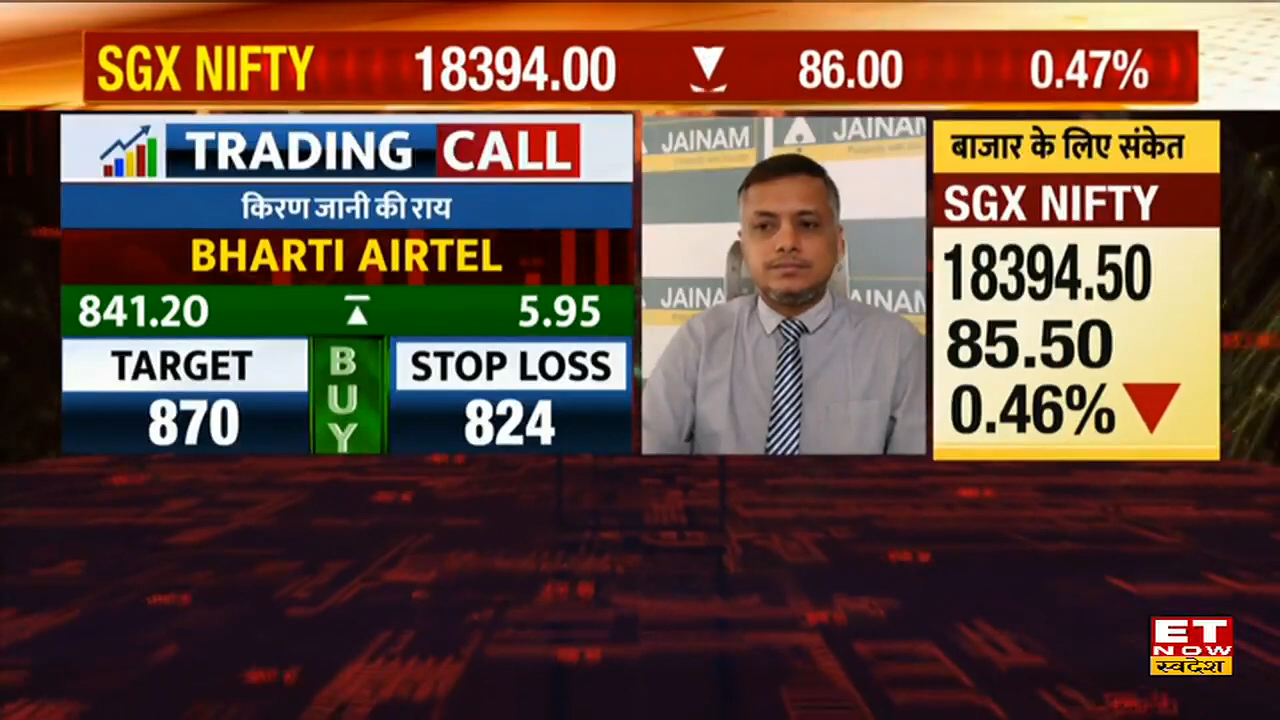 SGX NIFTY 18394.00 86.00 0.47%
TRADING CALL
किरण जानी की राय
BHARTI AIRTEL
841.20 5.95
TARGET
870
BUY
STOP LOSS
824
JAINAM
JAINAM
JAINAM
JAINAM
बाजार के लिए संकेत
SGX NIFTY
18394.50
85.50
0.46%
ET
NOW
स्वदेश